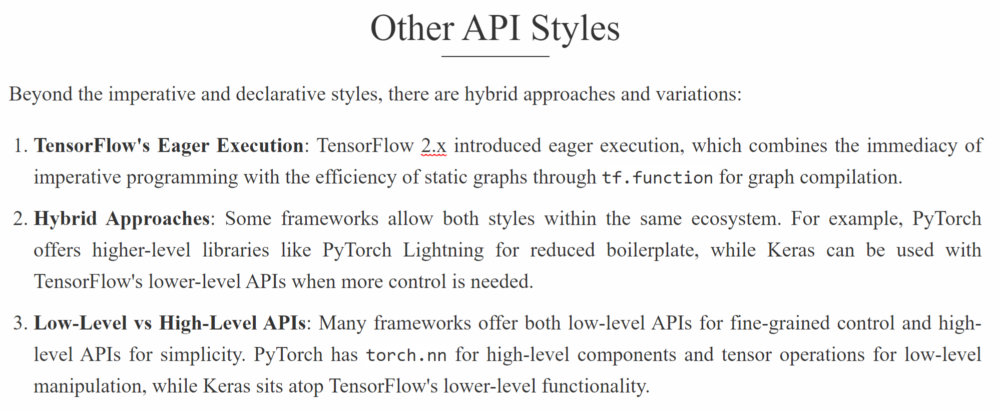 Other API Styles
Beyond the imperative and declarative styles, there are hybrid approaches and variations:
1. TensorFlow's Eager Execution: TensorFlow 2.x introduced eager execution, which combines the immediacy of
imperative programming with the efficiency of static graphs through tf.function for graph compilation.
2. Hybrid Approaches: Some frameworks allow both styles within the same ecosystem. For example, PyTorch
offers higher-level libraries like PyTorch Lightning for reduced boilerplate, while Keras can be used with
TensorFlow's lower-level APIs when more control is needed.
3. Low-Level vs High-Level APIs: Many frameworks offer both low-level APIs for fine-grained control and high-
level APIs for simplicity. PyTorch has torch.nn for high-level components and tensor operations for low-level
manipulation, while Keras sits atop TensorFlow's lower-level functionality.